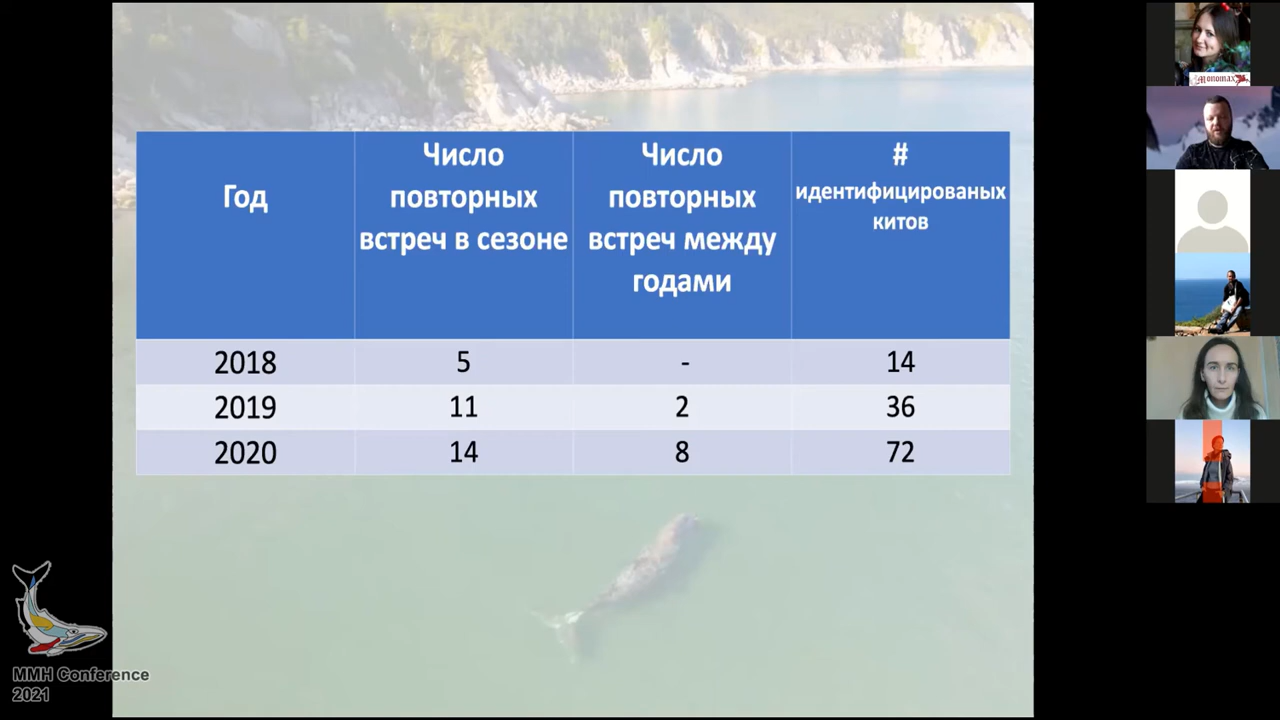 Год
Число
повторных
встреч в сезоне
Число
повторных
встреч между
годами
#
идентифицированых
китов
2018 5 - 14
2019 11 2 36
2020 14 8 72
Monomax
MMH Conference
2021